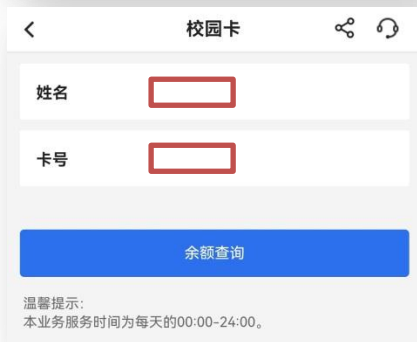 校园卡
姓名
卡号
余额查询
温馨提示:
本业务服务时间为每天的00:00-24:00。